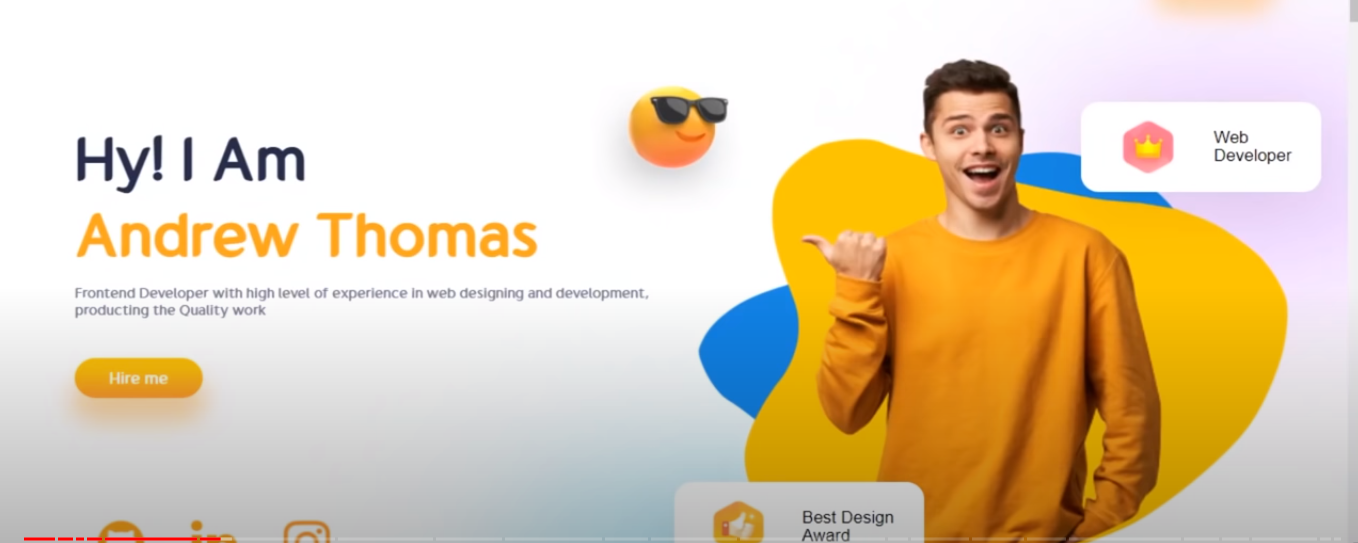 Hy! I Am
Andrew Thomas
Frontend Developer with high level of experience in web designing and development,
producting the Quality work
Hire me
Web
Developer
Best Design
Award